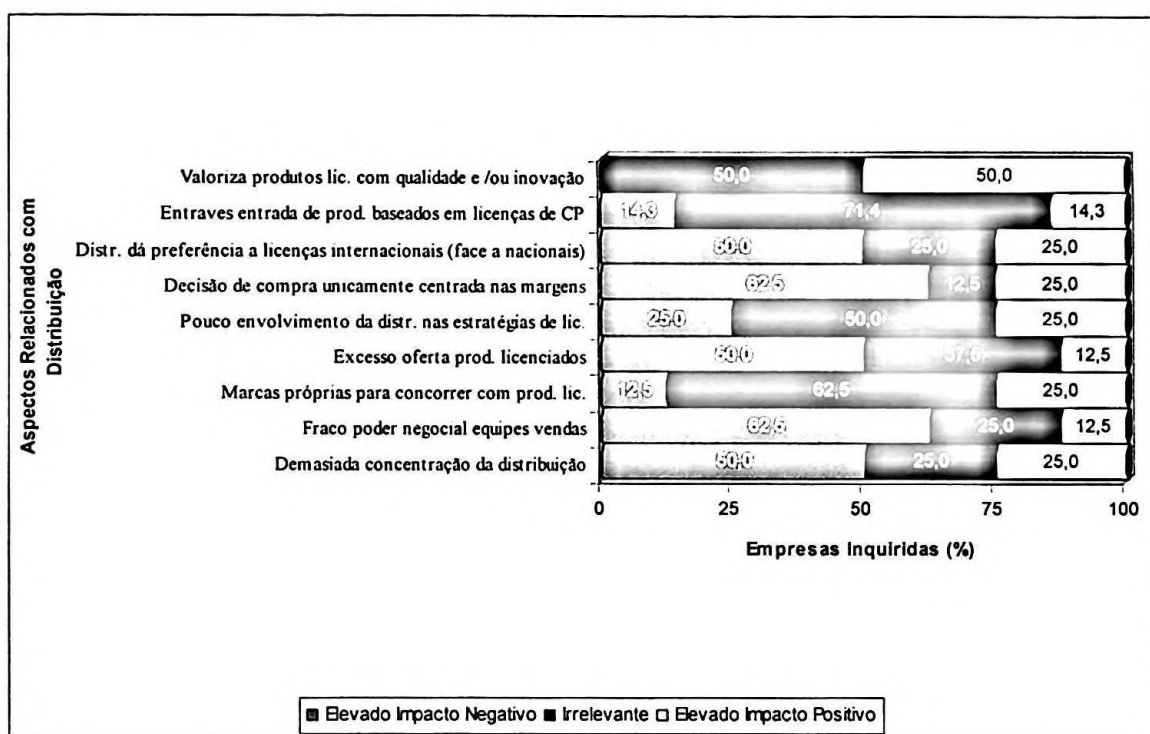 Aspectos Relacionados com
Distribuição
Valoriza produtos lic. com qualidade e /ou inovação
50,0
50,0
Entraves entrada de prod. baseados em licenças de CP
14,3
71,4
14,3
Distr. dá preferência a licenças internacionais (face a nacionais)
50,0
25,0
25,0
Decisão de compra unicamente centrada nas margens
62,5
12,5
25,0
Pouco envolvimento da distr. nas estratégias de lic.
25,0
50,0
25,0
Excesso oferta prod. licenciados
50,0
37,5
12,5
Marcas próprias para concorrer com prod. lic.
12,5
62,5
25,0
Fraco poder negocial equipes vendas
62,5
25,0
12,5
Demasiada concentração da distribuição
50,0
25,0
25,0
0
25
50
75
100
Empresas Inquiridas (%)
Elevado Impacto Negativo
Irrelevante
Elevado Impacto Positivo